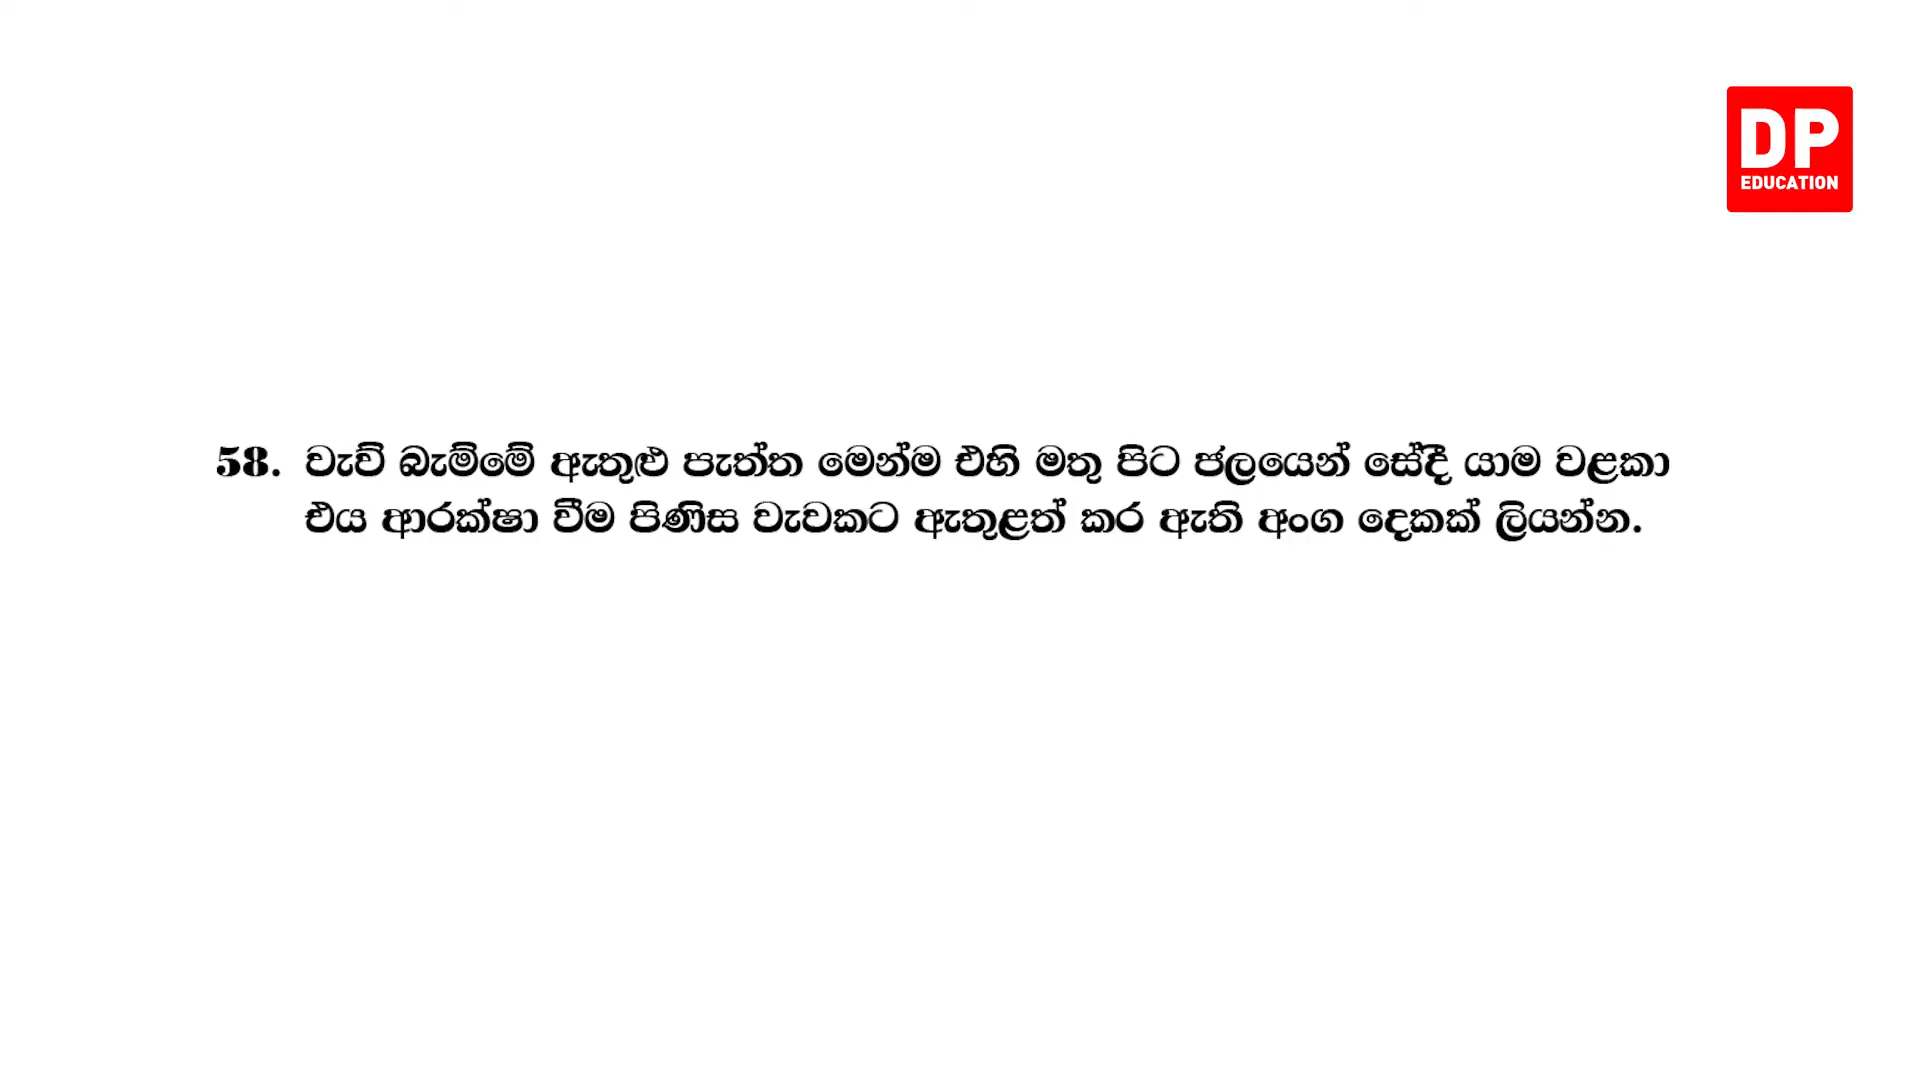 DP
EDUCATION
58. වැව් බැම්මේ ඇතුළු පැත්ත මෙන්ම එහි මතු පිට ජලයෙන් සේදී යාම වළකා
එය ආරක්ෂා වීම පිණිස වැවකට ඇතුළත් කර ඇති අංග දෙකක් ලියන්න.